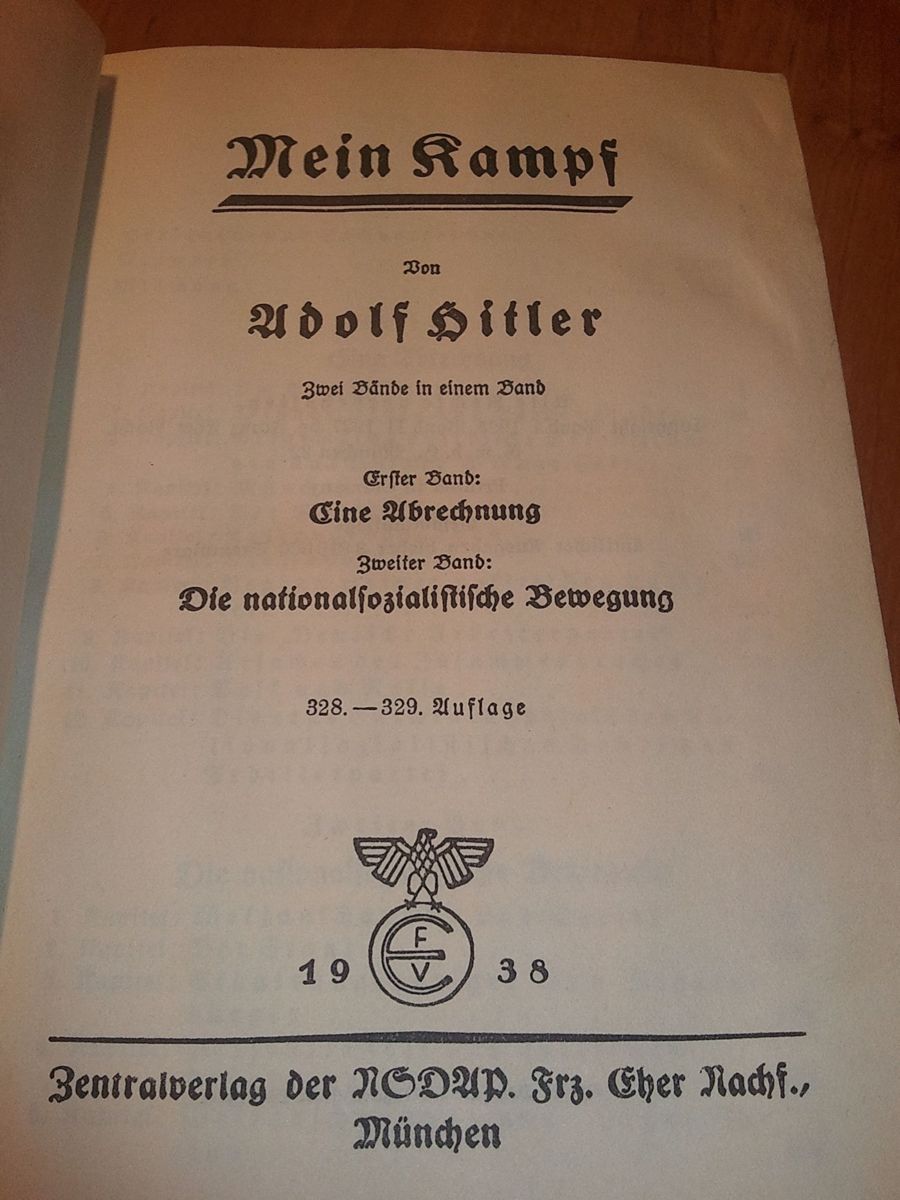 Mein Kampf
Von
Adolf Hitler
Zwei Bände in einem Band
Erster Band:
Eine Abrechnung
Zweiter Band:
Die nationalsozialistische Bewegung
328.—329. Auflage
F
E
V
19 38
Zentralverlag der NSDAP. Frz. Eher Nachf.,
München